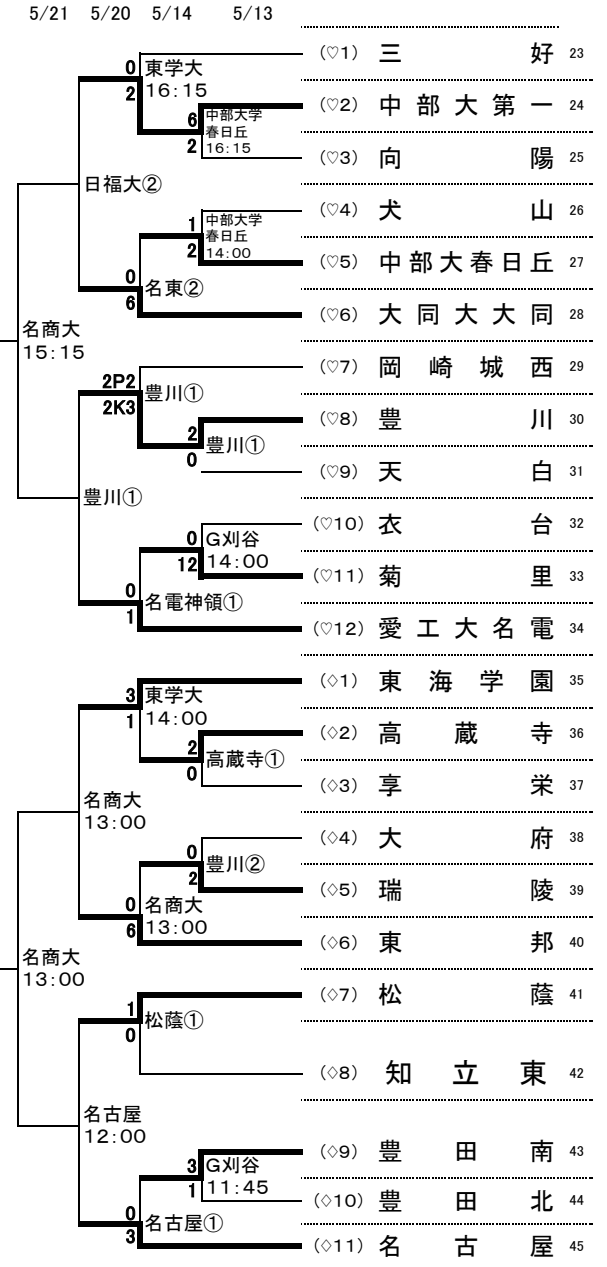 5/21 5/20 5/14 5/13
(♡1) 三好 23
0 東学大
2 16:15
(♡2) 中部大第一 24
6 中部大学
春日丘
2 16:15
(♡3) 向陽 25
日福大②
(♡4) 犬山 26
1 中部大学
春日丘
2 14:00
(♡5) 中部大春日丘 27
0 名東②
6
(♡6) 大同大大同 28
名商大
15:15
(♡7) 岡崎城西 29
2P2 豊川①
2K3
(♡8) 豊川 30
2 豊川①
0
(♡9) 天白 31
豊川①
(♡10) 衣台 32
0 G刈谷
12 14:00
(♡11) 菊里 33
0 名電神領①
1
(♡12) 愛工大名電 34
(♢1) 東海学園 35
3 東学大
1 14:00
(♢2) 高蔵寺 36
2 高蔵寺①
0
(♢3) 享栄 37
名商大
13:00
(♢4) 大府 38
0 豊川②
2
(♢5) 瑞陵 39
0 名商大
6 13:00
(♢6) 東邦 40
名商大
13:00
(♢7) 松蔭 41
1 松蔭①
0
(♢8) 知立東 42
名古屋
12:00
(♢9) 豊田南 43
3 G刈谷
1 11:45
(♢10) 豊田北 44
0 名古屋①
3
(♢11) 名古屋 45